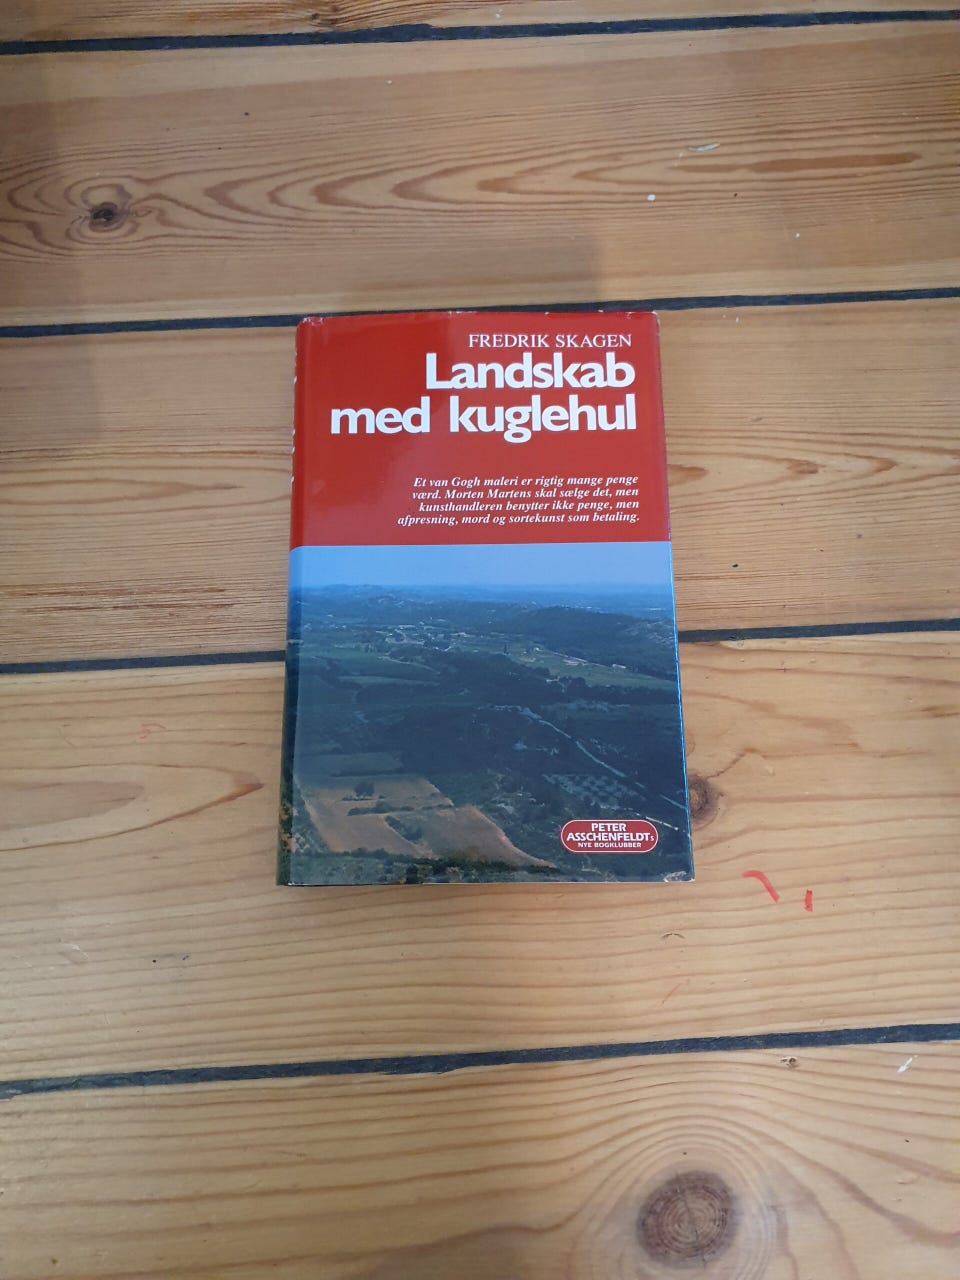 FREDRIK SKAGEN
Landskab
med kuglehul
Et van Gogh maleri er rigtig mange penge
værd. Morten Martens skal sælge det, men
kunsthandleren benytter ikke penge, men
afpresning, mord og sortekunst som betaling.
PETER
ASSCHENFELDTs
NYE BOGKLUBBER